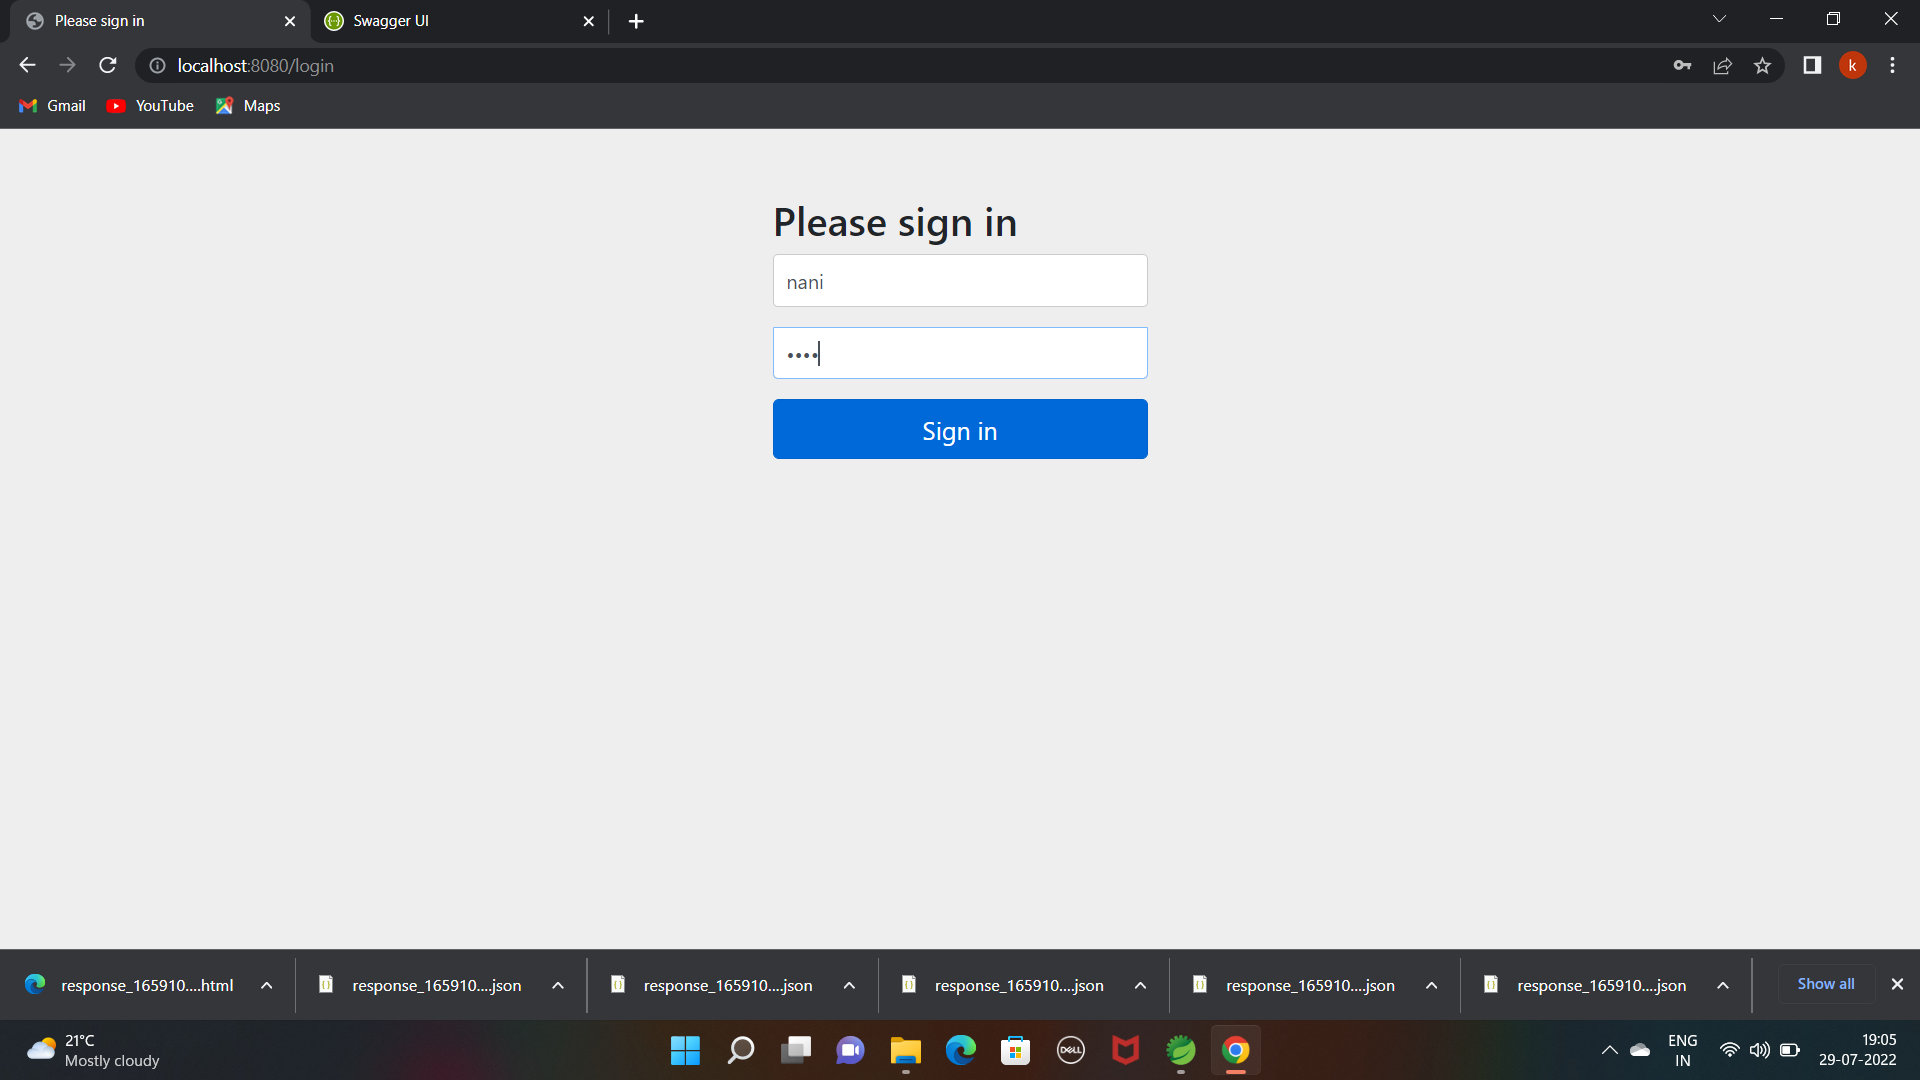 Please sign in
Swagger UI
localhost:8080/login
k
Gmail
YouTube
Maps
Please sign in
nani
••••
Sign in
response_165910....html
response_165910....json
response_165910....json
response_165910....json
response_165910....json
response_165910....json
Show all
21°C
Mostly cloudy
DELL
ENG
IN
19:05
29-07-2022